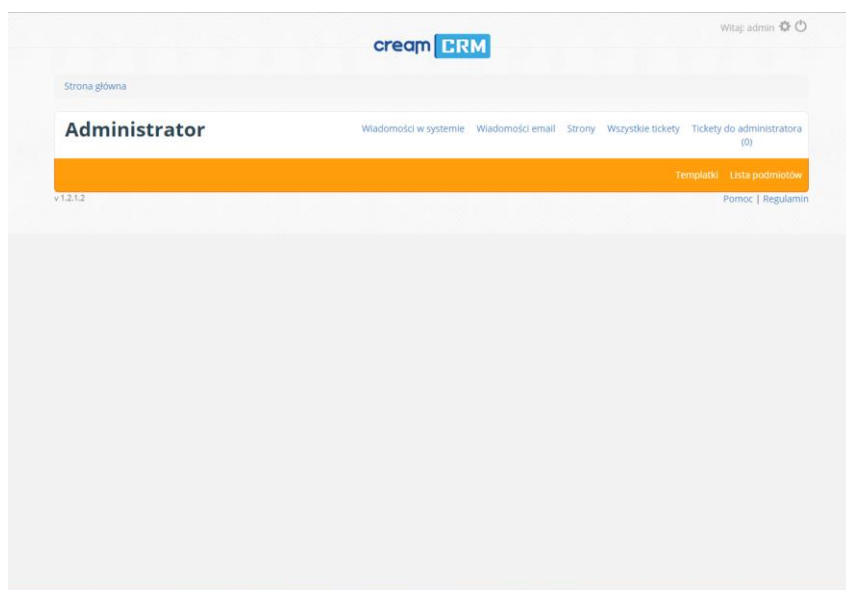 Witaj: admin
cream CRM
Strona główna
Administrator
Wiadomości w systemie Wiadomości email Strony Wszystkie tickety Tickety do administratora
(0)
Templatki Lista podmiotów
v 1.2.1.2
Pomoc | Regulamin